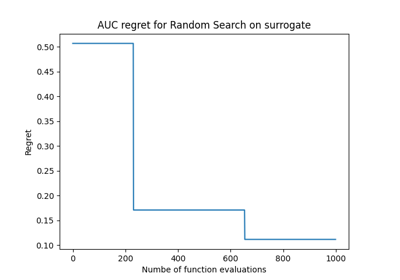 AUC regret for Random Search on surrogate
0.50
0.45
0.40
0.35
0.30
0.25
0.20
0.15
0.10
Regret
0 200 400 600 800 1000
Numbe of function evaluations